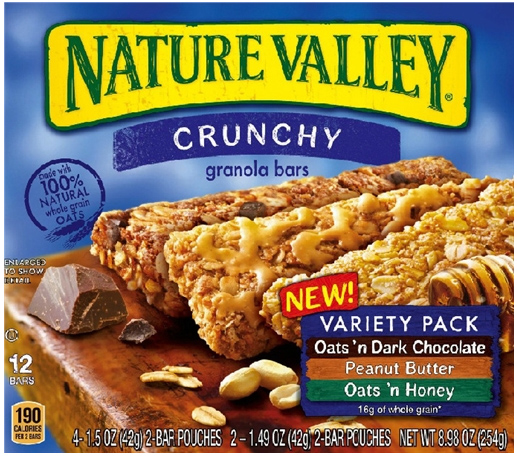 NATURE VALLEY®
CRUNCHY
granola bars
made with
100%
NATURAL
whole grain
OATS
ENLARGED
TO SHOW
DETAIL
U
12
BARS
190
CALORIES
PER 2 BARS
NEW!
VARIETY PACK
Oats 'n Dark Chocolate
Peanut Butter
Oats 'n Honey
16g of whole grain*
4-1.5 OZ (42g) 2-BAR POUCHES 2-1.49 OZ (42g) 2-BAR POUCHES NET WT 8.98 OZ (254g)